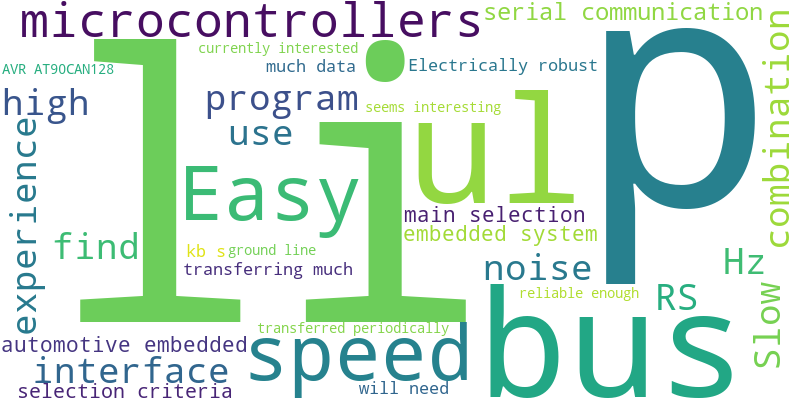 microcontrollers
serial communication
currently interested
AVR AT90CAN128
much data
Electrically robust
li
p
high
program
seems interesting
ul
combination
use
experience
Easy
main selection
embedded system
find
kb s
ground line
transferring much
noise
Hz
reliable enough
RS
Slow
bus
transferred periodically
automotive embedded
speed
interface
selection criteria
will need